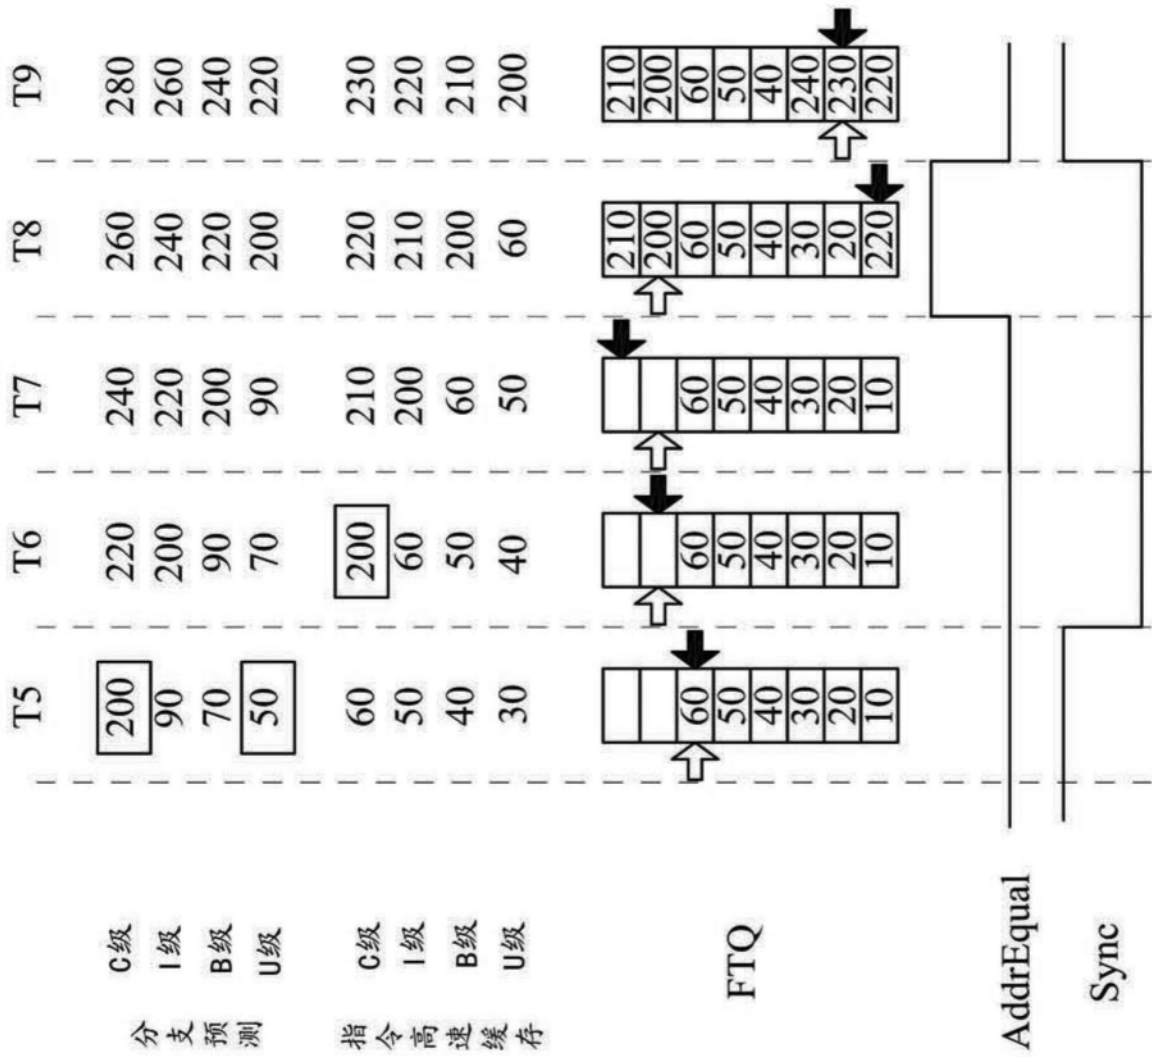 T5 T6 T7 T8 T9
分支预测
C级 200 220 240 260 280
I级 90 200 220 240 260
B级 70 90 200 220 240
U级 50 70 90 200 220
指令高速缓存
C级 60 200 210 220 230
I级 50 60 200 210 220
B级 40 50 60 200 210
U级 30 40 50 60 200
FTQ
210 210
200 200
60 60 60 60 60
50 50 50 50 50
40 40 40 40 40
30 30 30 30 240
20 20 20 20 230
10 10 10 220 220
AddrEqual
Sync